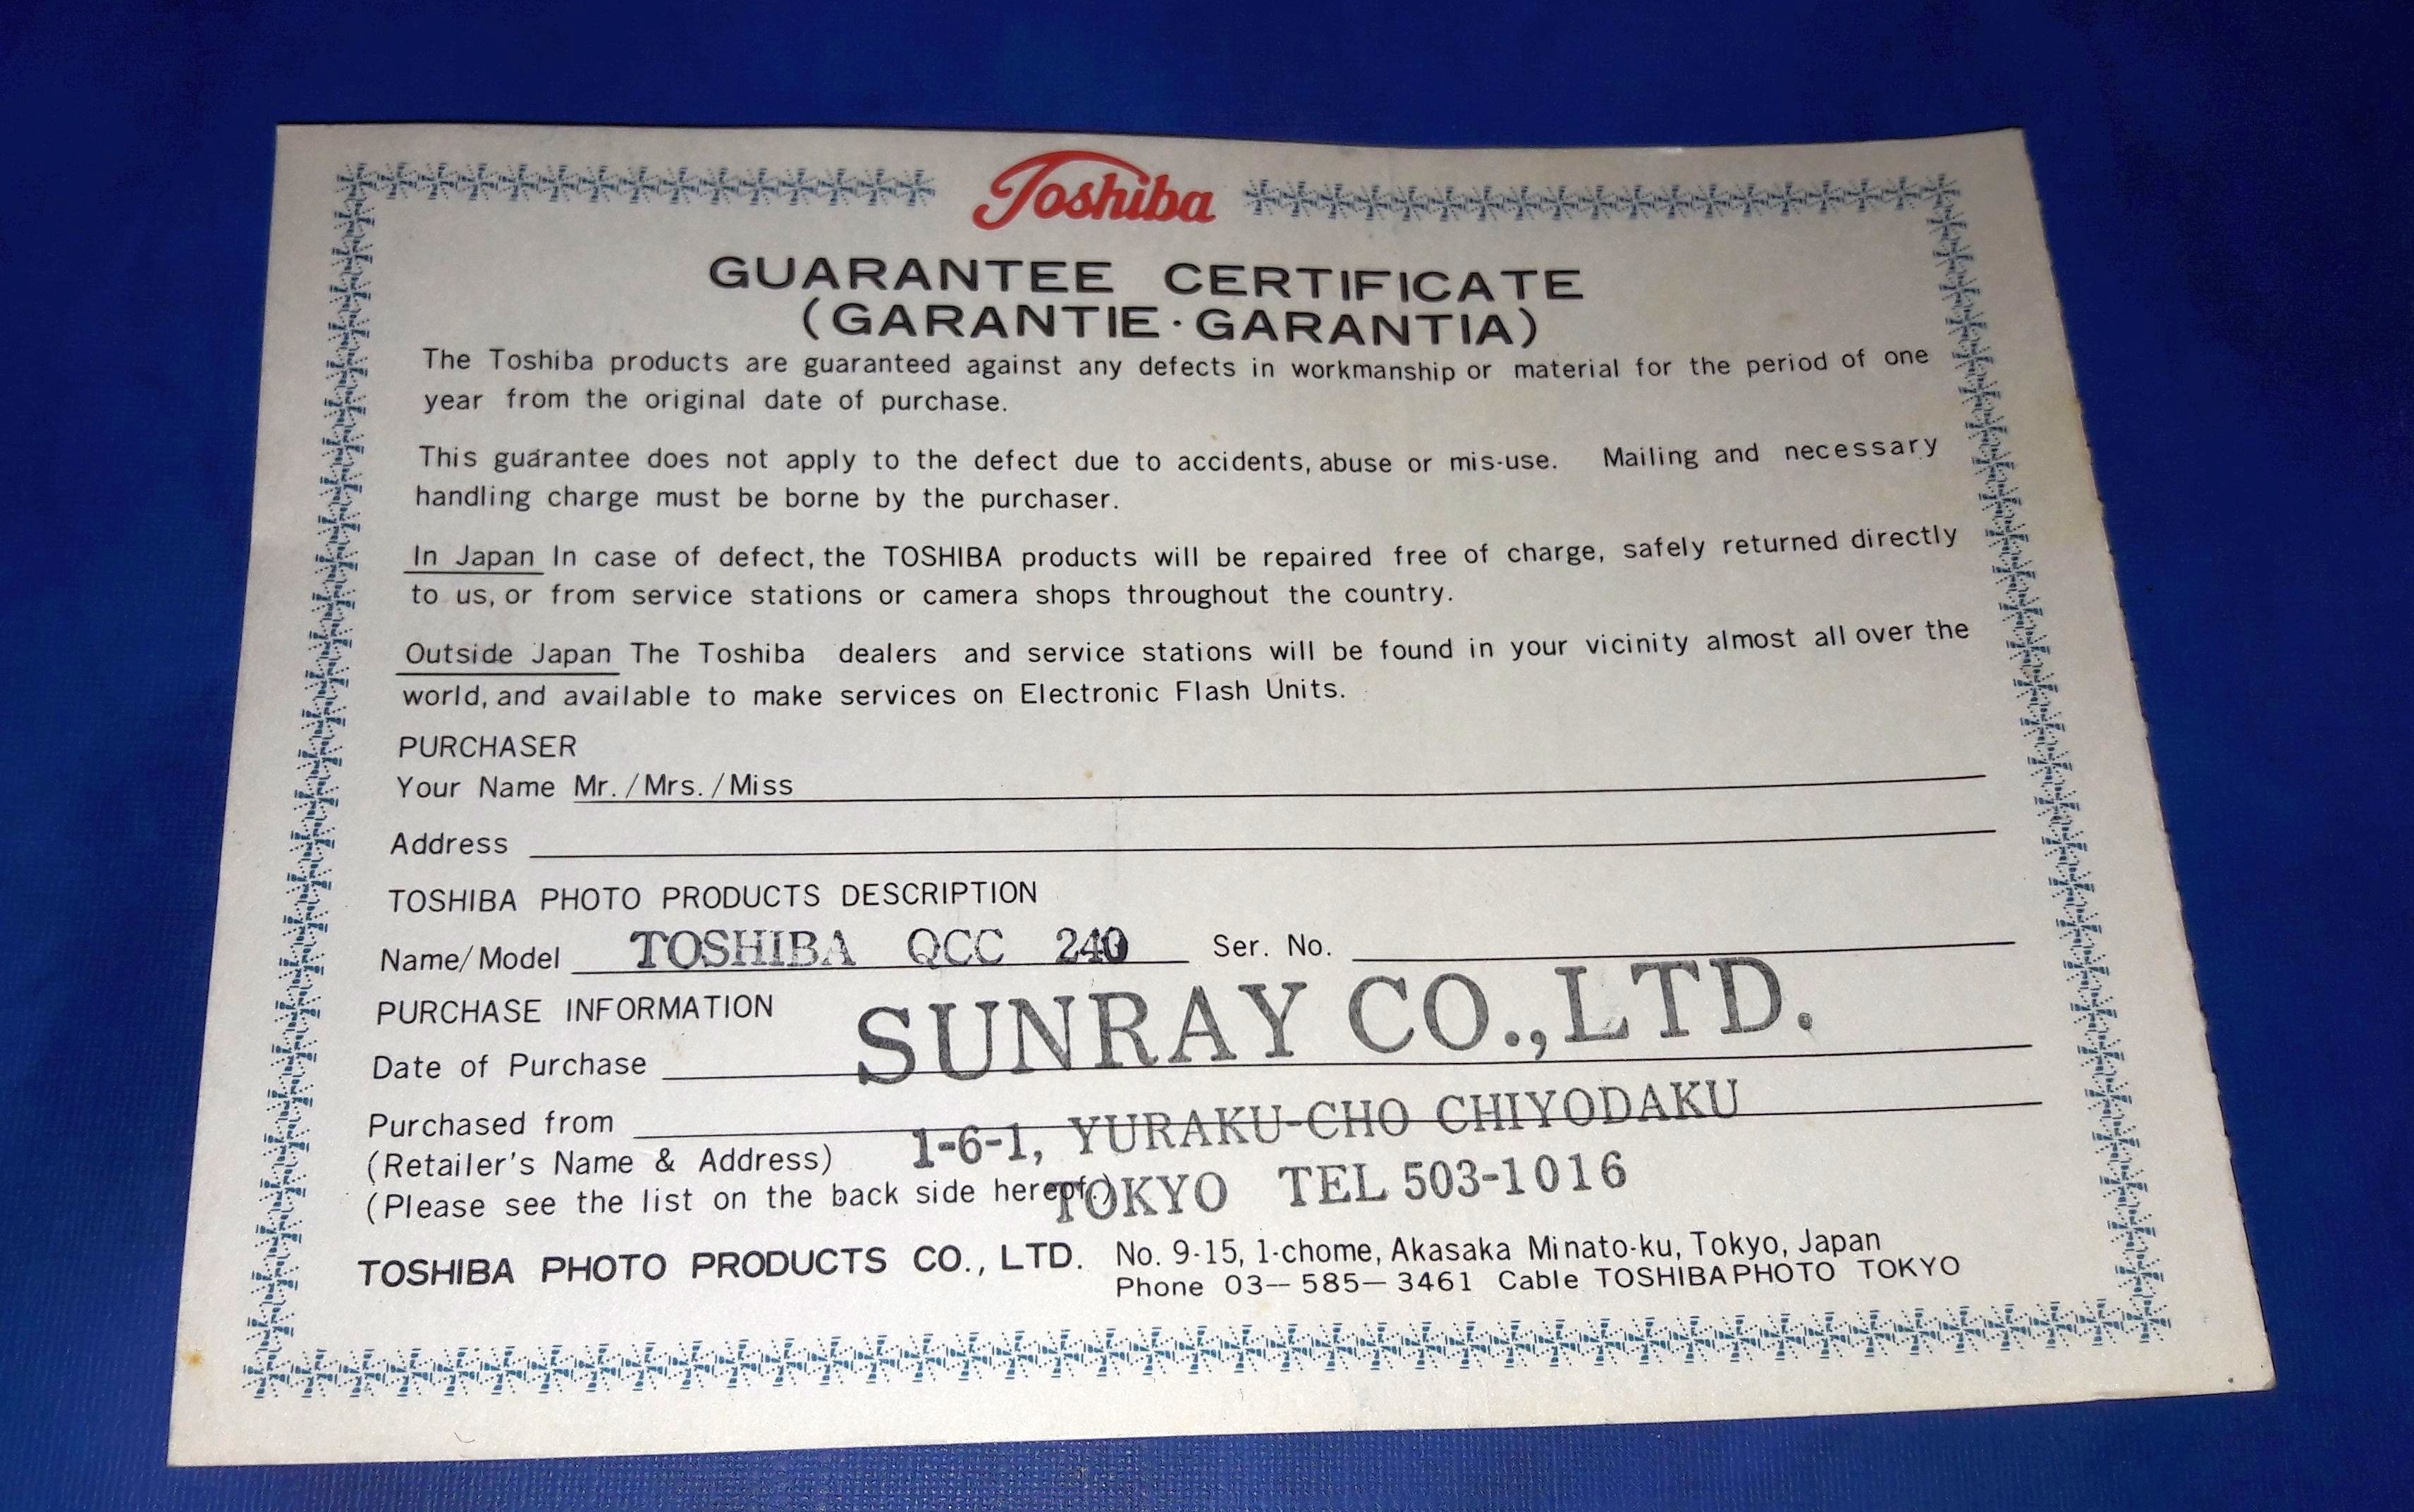 Toshiba
GUARANTEE CERTIFICATE
(GARANTIE·GARANTIA)
The Toshiba products are guaranteed against any defects in workmanship or material for the period of one
year from the original date of purchase.
This guarantee does not apply to the defect due to accidents, abuse or mis-use. Mailing and necessary
handling charge must be borne by the purchaser.
In Japan In case of defect, the TOSHIBA products will be repaired free of charge, safely returned directly
to us, or from service stations or camera shops throughout the country.
Outside Japan The Toshiba dealers and service stations will be found in your vicinity almost all over the
world, and available to make services on Electronic Flash Units.
PURCHASER
Your Name Mr. / Mrs. / Miss
Address
TOSHIBA PHOTO PRODUCTS DESCRIPTION
Name/Model TOSHIBA QCC 240 Ser. No.
PURCHASE INFORMATION
SUNRAY CO.,LTD.
Date of Purchase
Purchased from
1-6-1, YURAKU-CHO CHIYODAKU
(Retailer's Name & Address)
(Please see the list on the back side hereof.)
TOKYO TEL 503-1016
TOSHIBA PHOTO PRODUCTS CO., LTD. No. 9-15, 1-chome, Akasaka Minato-ku, Tokyo, Japan
Phone 03-585-3461 Cable TOSHIBAPHOTO TOKYO